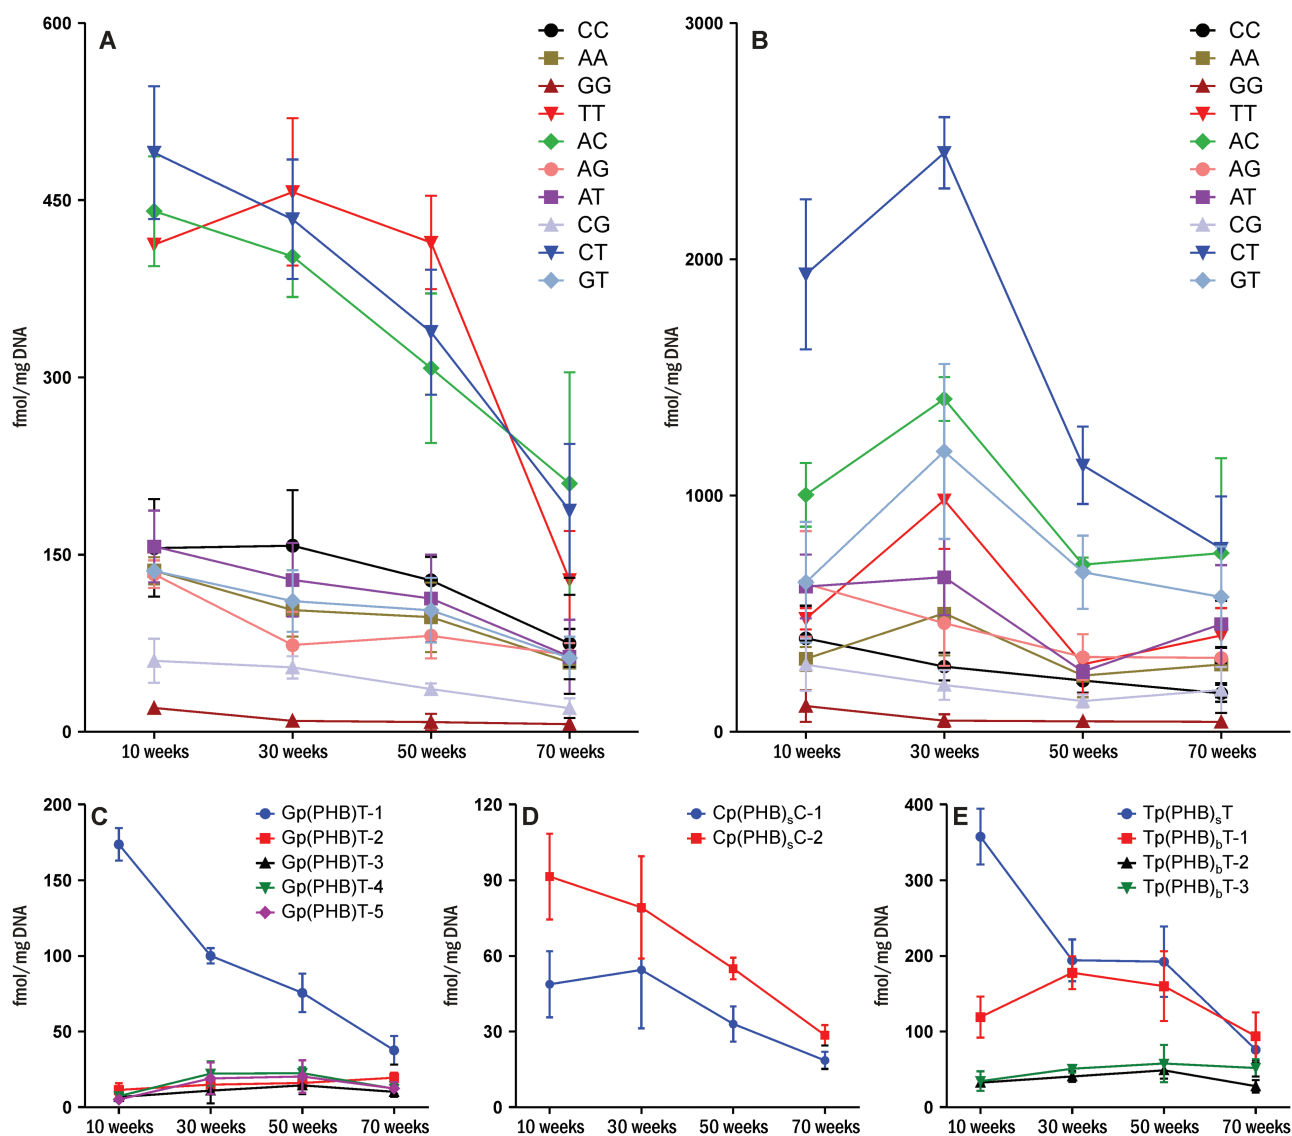 A
600
450
300
150
0
fmol/mg DNA
10 weeks 30 weeks 50 weeks 70 weeks
CC
AA
GG
TT
AC
AG
AT
CG
CT
GT
B
3000
2000
1000
0
fmol/mg DNA
10 weeks 30 weeks 50 weeks 70 weeks
CC
AA
GG
TT
AC
AG
AT
CG
CT
GT
C
200
150
100
50
0
fmol/mg DNA
10 weeks 30 weeks 50 weeks 70 weeks
Gp(PHB)T-1
Gp(PHB)T-2
Gp(PHB)T-3
Gp(PHB)T-4
Gp(PHB)T-5
D
120
90
60
30
0
fmol/mg DNA
10 weeks 30 weeks 50 weeks 70 weeks
Cp(PHB)sC-1
Cp(PHB)sC-2
E
400
300
200
100
0
fmol/mg DNA
10 weeks 30 weeks 50 weeks 70 weeks
Tp(PHB)sT
Tp(PHB)bT-1
Tp(PHB)bT-2
Tp(PHB)bT-3